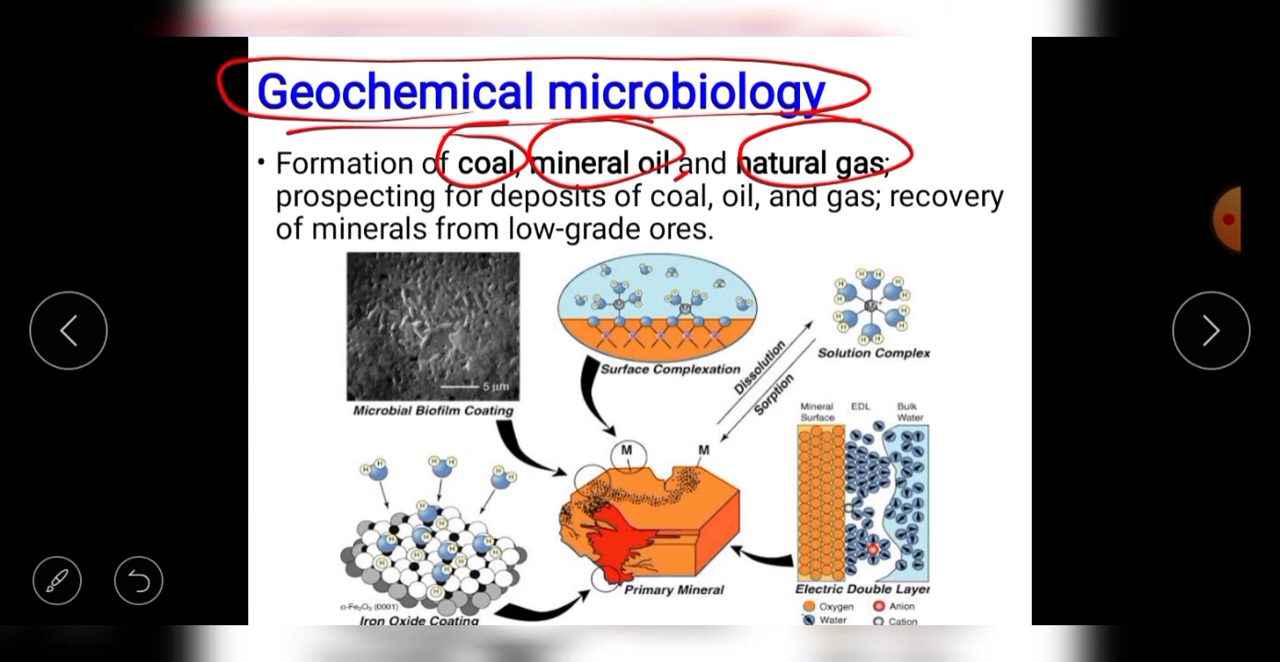 Geochemical microbiology
• Formation of coal, mineral oil, and natural gas;
prospecting for deposits of coal, oil, and gas; recovery
of minerals from low-grade ores.
5 μm
Microbial Biofilm Coating
Surface Complexation
Dissolution
Sorption
Solution Complex
Mineral
Surface
EDL
Bulk
Water
M
M
Primary Mineral
α-Fe₂O₃ (0001)
Iron Oxide Coating
Electric Double Layer
Oxygen
Anion
Water
Cation